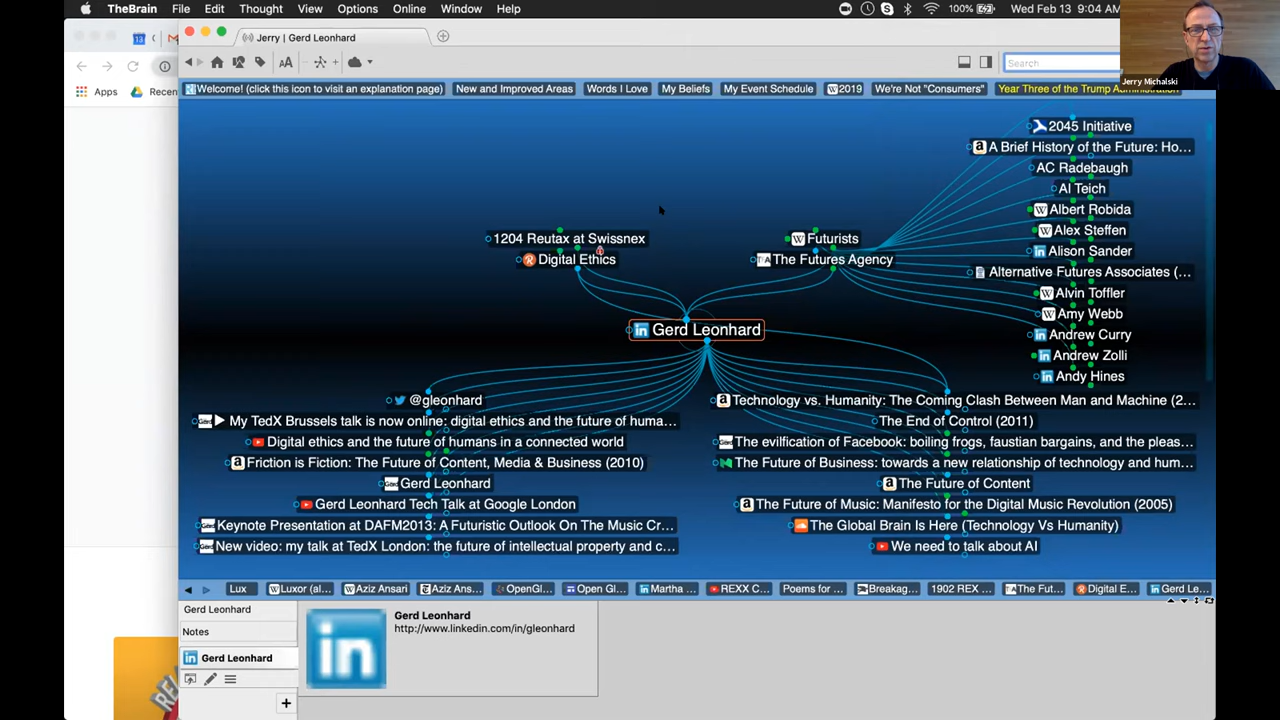 TheBrain File Edit Thought View Options Online Window Help 100% Wed Feb 13 9:04 AM
Jerry | Gerd Leonhard
Search
Jerry Michalski
Apps Recen
Welcome! (click this icon to visit an explanation page) New and Improved Areas Words I Love My Beliefs My Event Schedule 2019 We're Not "Consumers" Year Three of the Trump Administration
2045 Initiative
A Brief History of the Future: Ho...
AC Radebaugh
Al Teich
Albert Robida
Alex Steffen
Alison Sander
Alternative Futures Associates (...
Alvin Toffler
Amy Webb
Andrew Curry
Andrew Zolli
Andy Hines
1204 Reutax at Swissnex
Digital Ethics
Futurists
The Futures Agency
Gerd Leonhard
@gleonhard
My TedX Brussels talk is now online: digital ethics and the future of huma...
Digital ethics and the future of humans in a connected world
Friction is Fiction: The Future of Content, Media & Business (2010)
Gerd Leonhard
Gerd Leonhard Tech Talk at Google London
Keynote Presentation at DAFM2013: A Futuristic Outlook On The Music Cr...
New video: my talk at TedX London: the future of intellectual property and c...
Technology vs. Humanity: The Coming Clash Between Man and Machine (2...
The End of Control (2011)
The evilification of Facebook: boiling frogs, faustian bargains, and the pleas...
The Future of Business: towards a new relationship of technology and hum...
The Future of Content
The Future of Music: Manifesto for the Digital Music Revolution (2005)
The Global Brain Is Here (Technology Vs Humanity)
We need to talk about AI
Lux Luxor (al... Aziz Ansari Aziz Ans... OpenGl... Open Gl... Martha ... REXX C... Poems for ... Breakag... 1902 REX ... The Fut... Digital E... Gerd Le...
Gerd Leonhard
Notes
Gerd Leonhard
Gerd Leonhard
http://www.linkedin.com/in/gleonhard
in
REL